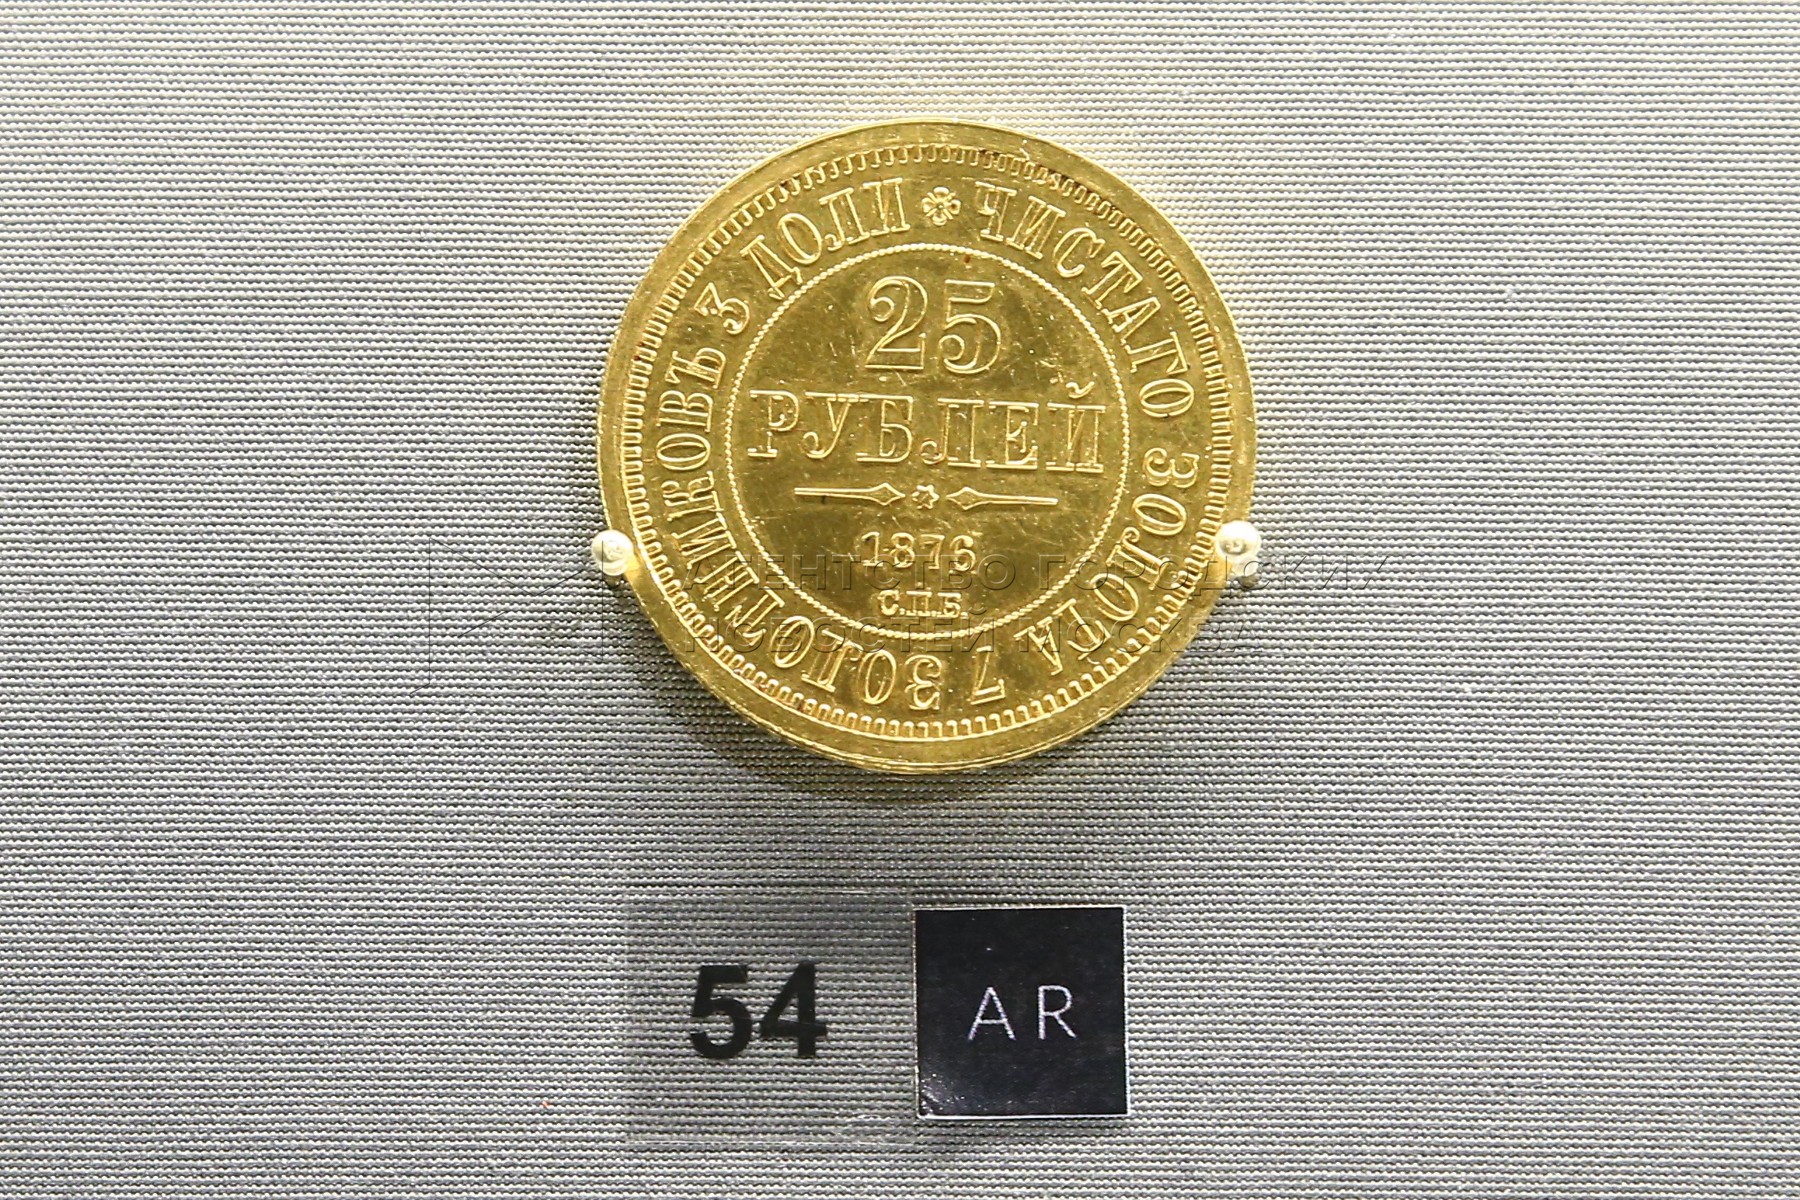 ЧИСТАГО ЗОЛОТА 7 ЗОЛОТНИКОВЪ 3 ДОЛИ
25
РУБЛЕЙ
1876
С.П.Б.
АГЕНТСТВО ГОРОДСКИХ
НОВОСТЕЙ МОСКВА
54
AR